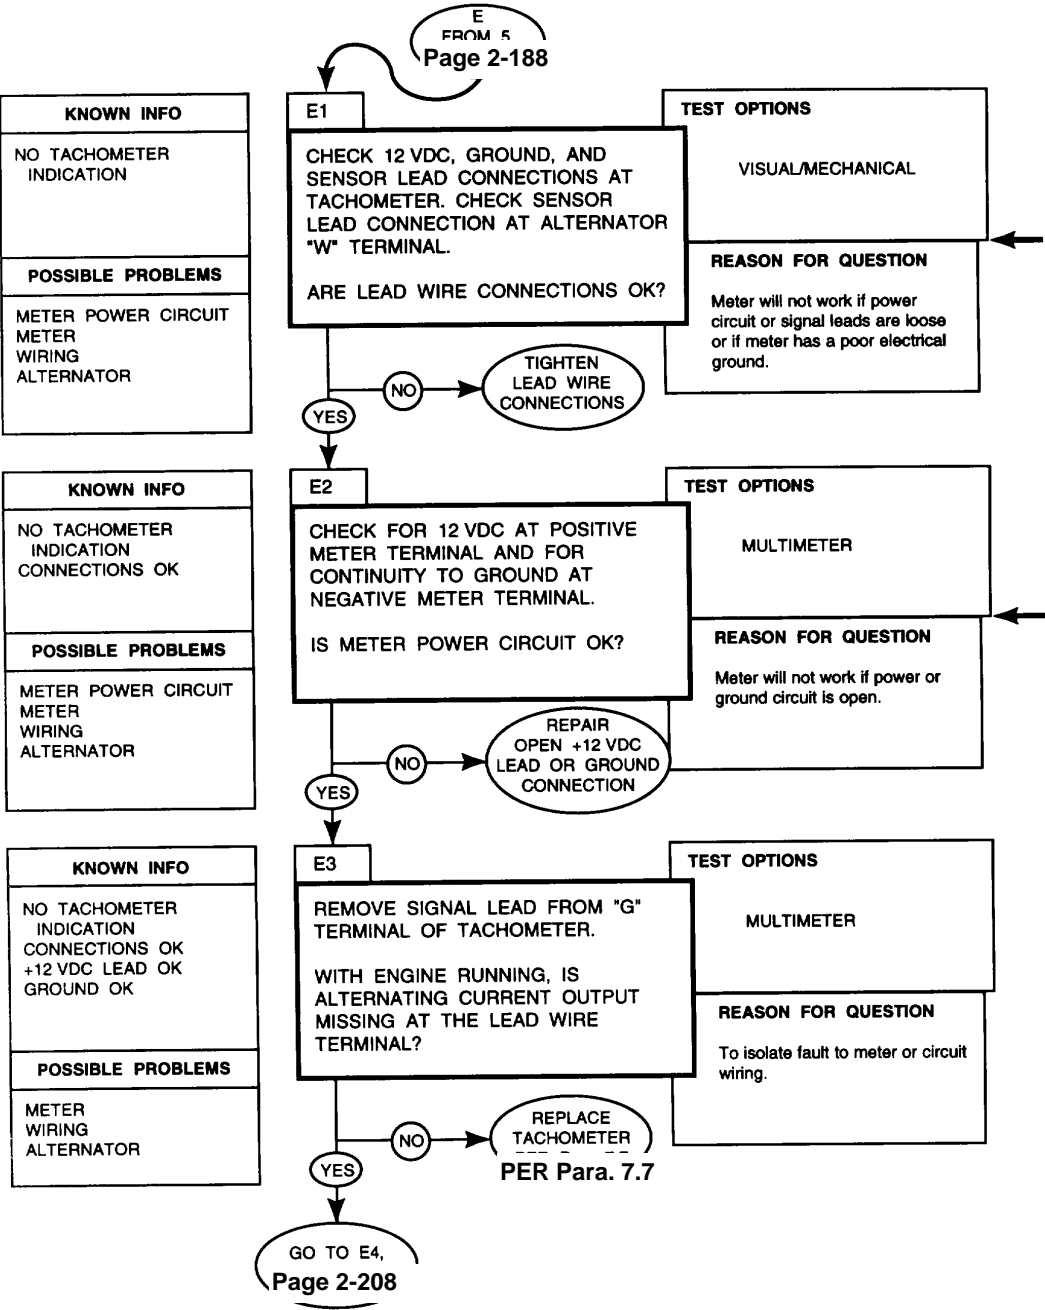 E
FROM 5
Page 2-188
KNOWN INFO
NO TACHOMETER
INDICATION
POSSIBLE PROBLEMS
METER POWER CIRCUIT
METER
WIRING
ALTERNATOR
E1
CHECK 12 VDC, GROUND, AND
SENSOR LEAD CONNECTIONS AT
TACHOMETER. CHECK SENSOR
LEAD CONNECTION AT ALTERNATOR
"W" TERMINAL.
ARE LEAD WIRE CONNECTIONS OK?
TEST OPTIONS
VISUAL/MECHANICAL
REASON FOR QUESTION
Meter will not work if power
circuit or signal leads are loose
or if meter has a poor electrical
ground.
NO
TIGHTEN
LEAD WIRE
CONNECTIONS
YES
KNOWN INFO
NO TACHOMETER
INDICATION
CONNECTIONS OK
POSSIBLE PROBLEMS
METER POWER CIRCUIT
METER
WIRING
ALTERNATOR
E2
CHECK FOR 12 VDC AT POSITIVE
METER TERMINAL AND FOR
CONTINUITY TO GROUND AT
NEGATIVE METER TERMINAL.
IS METER POWER CIRCUIT OK?
TEST OPTIONS
MULTIMETER
REASON FOR QUESTION
Meter will not work if power or
ground circuit is open.
NO
REPAIR
OPEN +12 VDC
LEAD OR GROUND
CONNECTION
YES
KNOWN INFO
NO TACHOMETER
INDICATION
CONNECTIONS OK
+12 VDC LEAD OK
GROUND OK
POSSIBLE PROBLEMS
METER
WIRING
ALTERNATOR
E3
REMOVE SIGNAL LEAD FROM "G"
TERMINAL OF TACHOMETER.
WITH ENGINE RUNNING, IS
ALTERNATING CURRENT OUTPUT
MISSING AT THE LEAD WIRE
TERMINAL?
TEST OPTIONS
MULTIMETER
REASON FOR QUESTION
To isolate fault to meter or circuit
wiring.
NO
REPLACE
TACHOMETER
PER Para. 7.7
YES
GO TO E4,
Page 2-208